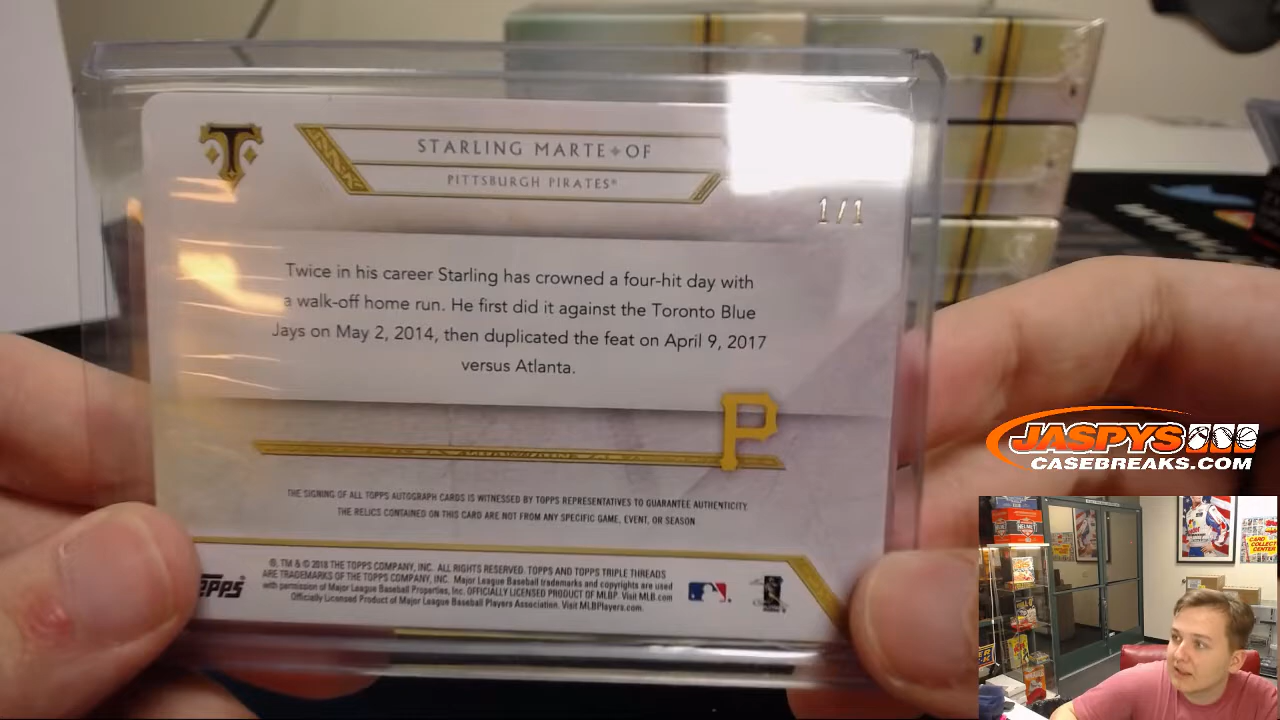 STARLING MARTE✦OF
PITTSBURGH PIRATES®
1/1
Twice in his career Starling has crowned a four-hit day with
a walk-off home run. He first did it against the Toronto Blue
Jays on May 2, 2014, then duplicated the feat on April 9, 2017
versus Atlanta.
P
THE SIGNING OF ALL TOPPS AUTOGRAPH CARDS IS WITNESSED BY TOPPS REPRESENTATIVES TO GUARANTEE AUTHENTICITY.
THE RELICS CONTAINED ON THIS CARD ARE NOT FROM ANY SPECIFIC GAME, EVENT, OR SEASON.
TOPPS
®, TM & © 2018 THE TOPPS COMPANY, INC. ALL RIGHTS RESERVED. TOPPS AND TOPPS TRIPLE THREADS
ARE TRADEMARKS OF THE TOPPS COMPANY, INC. Major League Baseball trademarks and copyrights are used
with permission of Major League Baseball Properties, Inc. OFFICIALLY LICENSED PRODUCT OF MLBP. Visit MLB.com
Officially Licensed Product of Major League Baseball Players Association. Visit MLBPlayers.com.
JASPYS
CASEBREAKS.COM
CARD
COLLECT
CENTER